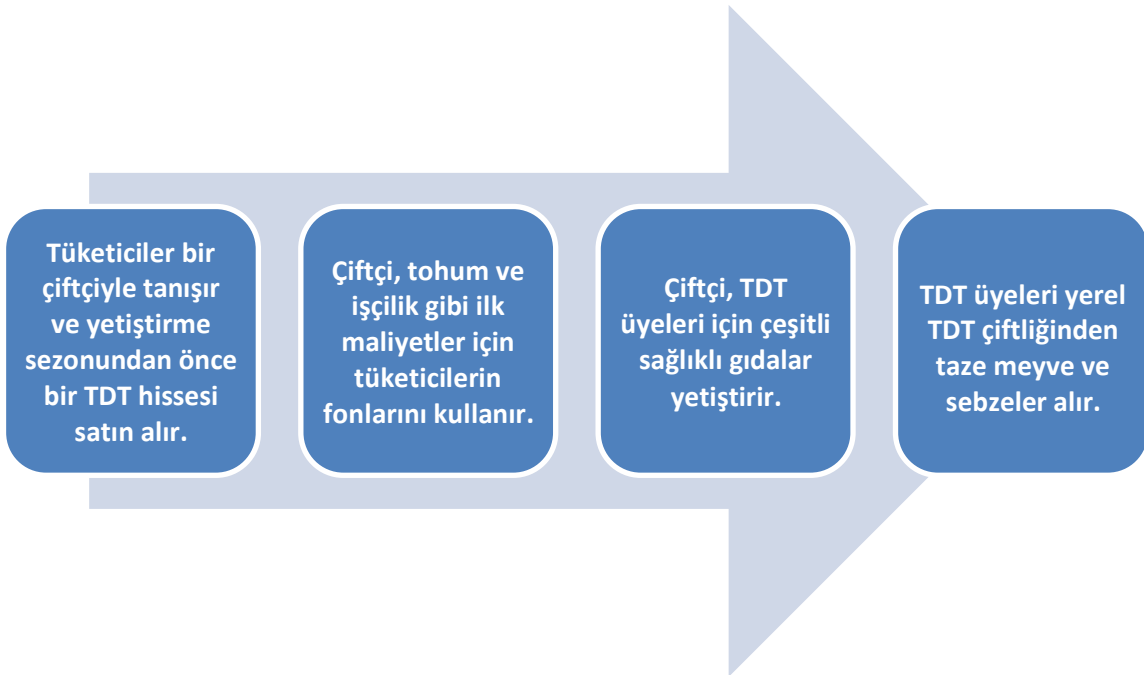 Tüketiciler bir
çiftçiyle tanışır
ve yetiştirme
sezonundan önce
bir TDT hissesi
satın alır.
Çiftçi, tohum ve
işçilik gibi ilk
maliyetler için
tüketicilerin
fonlarını kullanır.
Çiftçi, TDT
üyeleri için çeşitli
sağlıklı gıdalar
yetiştirir.
TDT üyeleri yerel
TDT çiftliğinden
taze meyve ve
sebzeler alır.